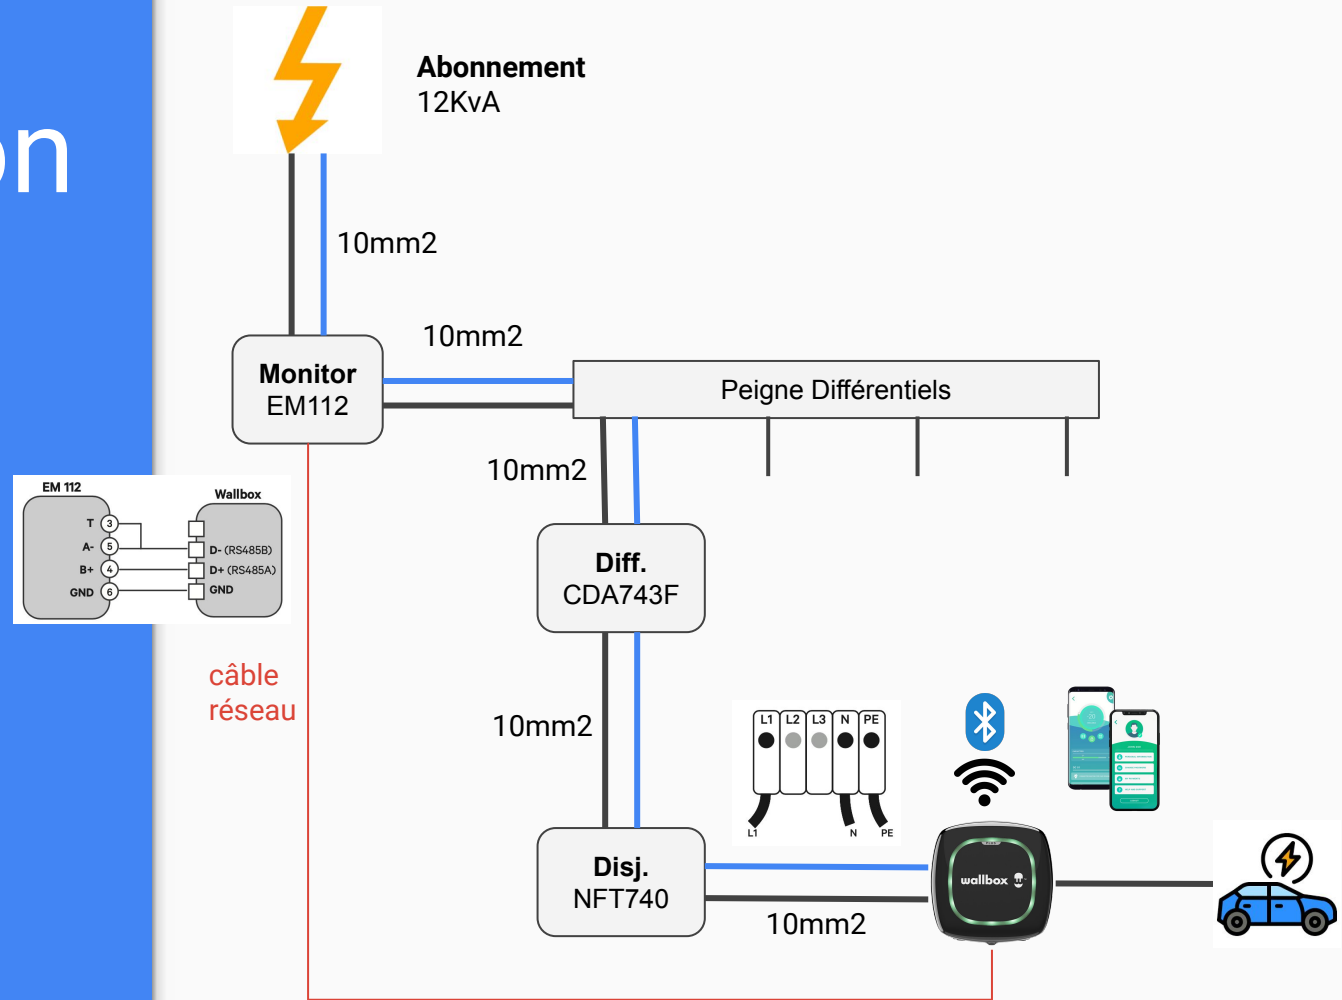 on
Abonnement
12KvA
10mm2
10mm2
Monitor
EM112
Peigne Différentiels
10mm2
EM 112
Wallbox
T 3
A- 5
D- (RS485B)
B+ 4
D+ (RS485A)
GND 6
GND
Diff.
CDA743F
câble
réseau
10mm2
L1 L2 L3 N PE
L1 N PE
Disj.
NFT740
wallbox
10mm2